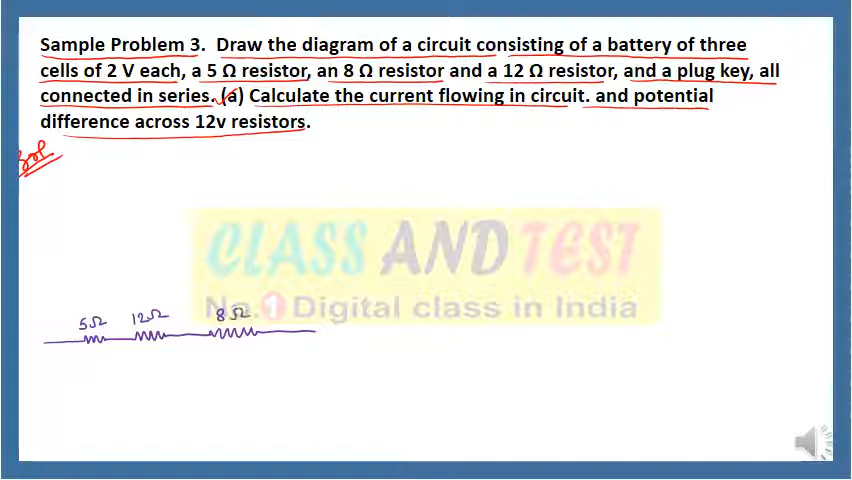 Sample Problem 3. Draw the diagram of a circuit consisting of a battery of three
cells of 2 V each, a 5 Ω resistor, an 8 Ω resistor and a 12 Ω resistor, and a plug key, all
connected in series. (a) Calculate the current flowing in circuit. and potential
difference across 12v resistors.
Sol
CLASS AND TEST
No.1 Digital class in India
5Ω 12Ω 8Ω